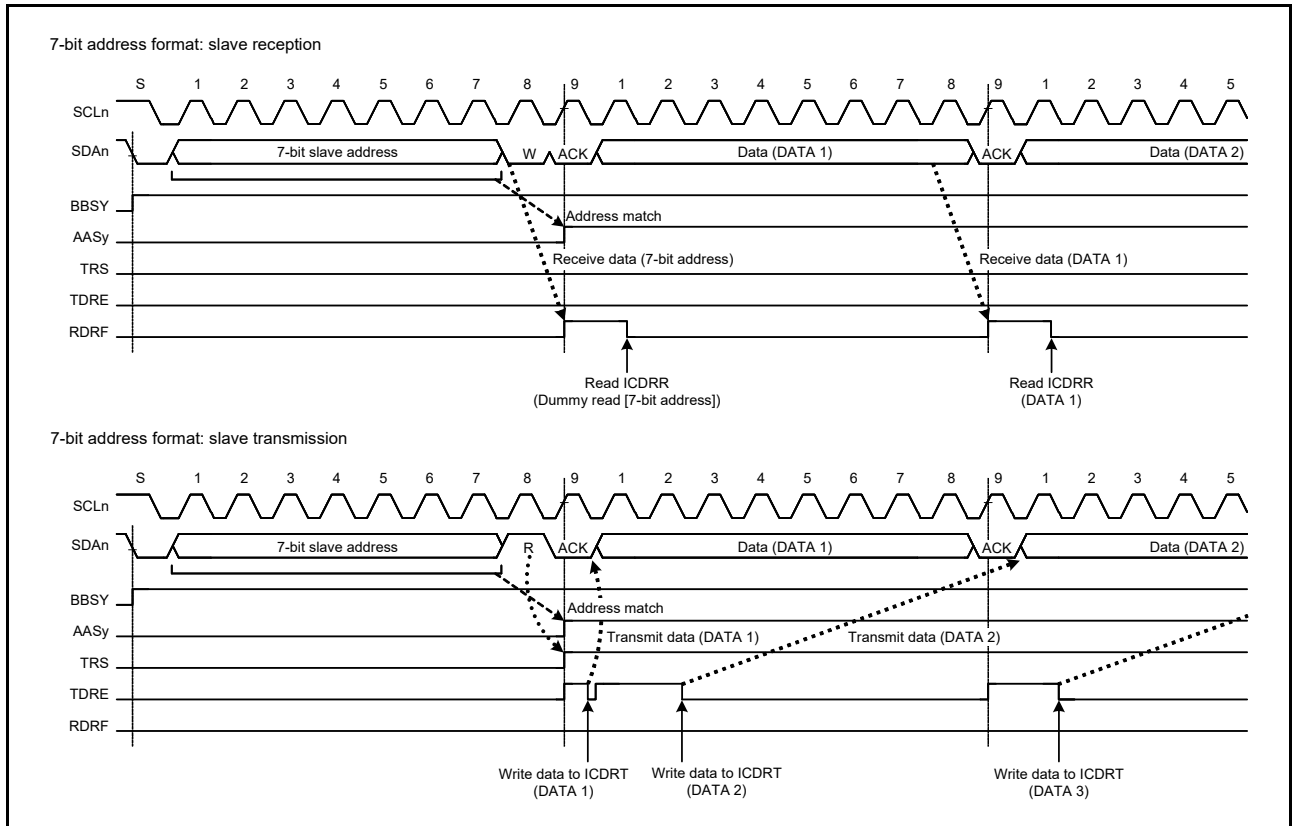 7-bit address format: slave reception
S 1 2 3 4 5 6 7 8 9 1 2 3 4 5 6 7 8 9 1 2 3 4 5
SCLn
SDAn 7-bit slave address W ACK Data (DATA 1) ACK Data (DATA 2)
BBSY
Address match
AASy
Receive data (7-bit address) Receive data (DATA 1)
TRS
TDRE
RDRF
Read ICDRR Read ICDRR
(Dummy read [7-bit address]) (DATA 1)
7-bit address format: slave transmission
S 1 2 3 4 5 6 7 8 9 1 2 3 4 5 6 7 8 9 1 2 3 4 5
SCLn
SDAn 7-bit slave address R ACK Data (DATA 1) ACK Data (DATA 2)
BBSY
Address match
AASy
Transmit data (DATA 1) Transmit data (DATA 2)
TRS
TDRE
RDRF
Write data to ICDRT Write data to ICDRT Write data to ICDRT
(DATA 1) (DATA 2) (DATA 3)